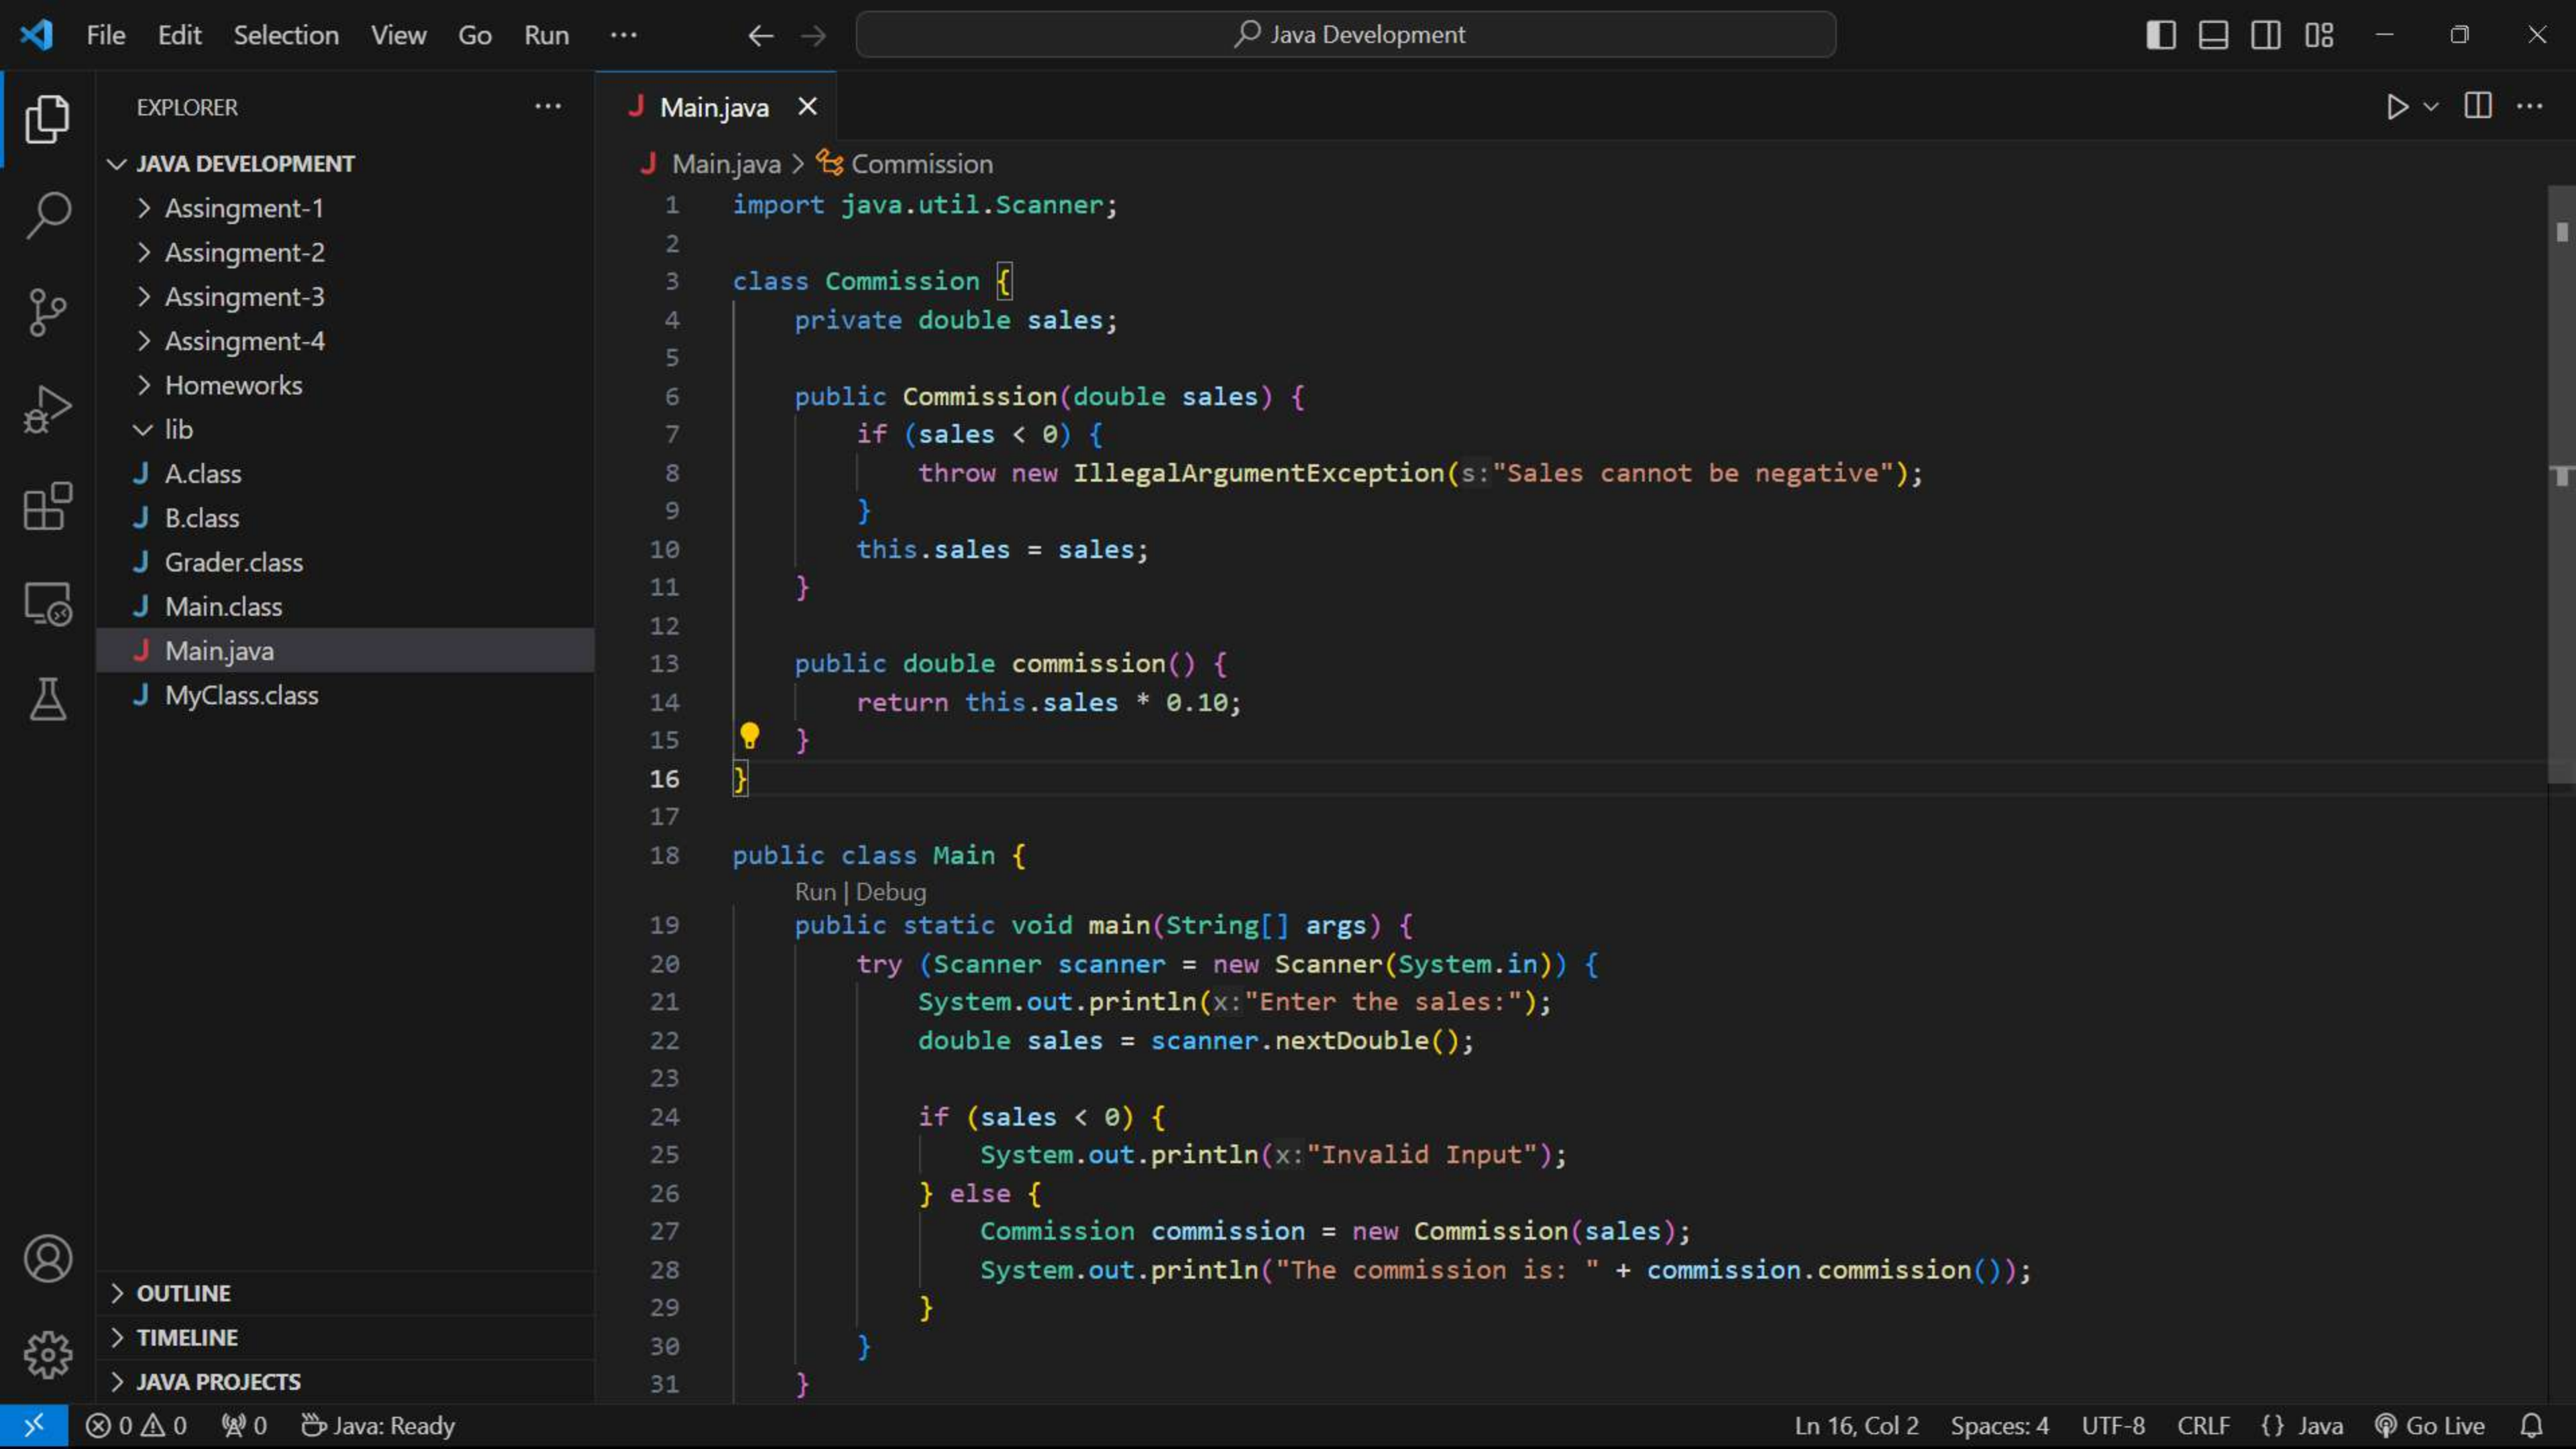 File Edit Selection View Go Run ··· Java Development
EXPLORER ···
JAVA DEVELOPMENT
Assingment-1
Assingment-2
Assingment-3
Assingment-4
Homeworks
lib
J A.class
J B.class
J Grader.class
J Main.class
J Main.java
J MyClass.class
OUTLINE
TIMELINE
JAVA PROJECTS
J Main.java
J Main.java > Commission
1 import java.util.Scanner;
2
3 class Commission {
4 private double sales;
5
6 public Commission(double sales) {
7 if (sales < 0) {
8 throw new IllegalArgumentException(s:"Sales cannot be negative");
9 }
10 this.sales = sales;
11 }
12
13 public double commission() {
14 return this.sales * 0.10;
15 }
16 }
17
18 public class Main {
Run | Debug
19 public static void main(String[] args) {
20 try (Scanner scanner = new Scanner(System.in)) {
21 System.out.println(x:"Enter the sales:");
22 double sales = scanner.nextDouble();
23
24 if (sales < 0) {
25 System.out.println(x:"Invalid Input");
26 } else {
27 Commission commission = new Commission(sales);
28 System.out.println("The commission is: " + commission.commission());
29 }
30 }
31 }
0 0 0 Java: Ready Ln 16, Col 2 Spaces: 4 UTF-8 CRLF {} Java Go Live